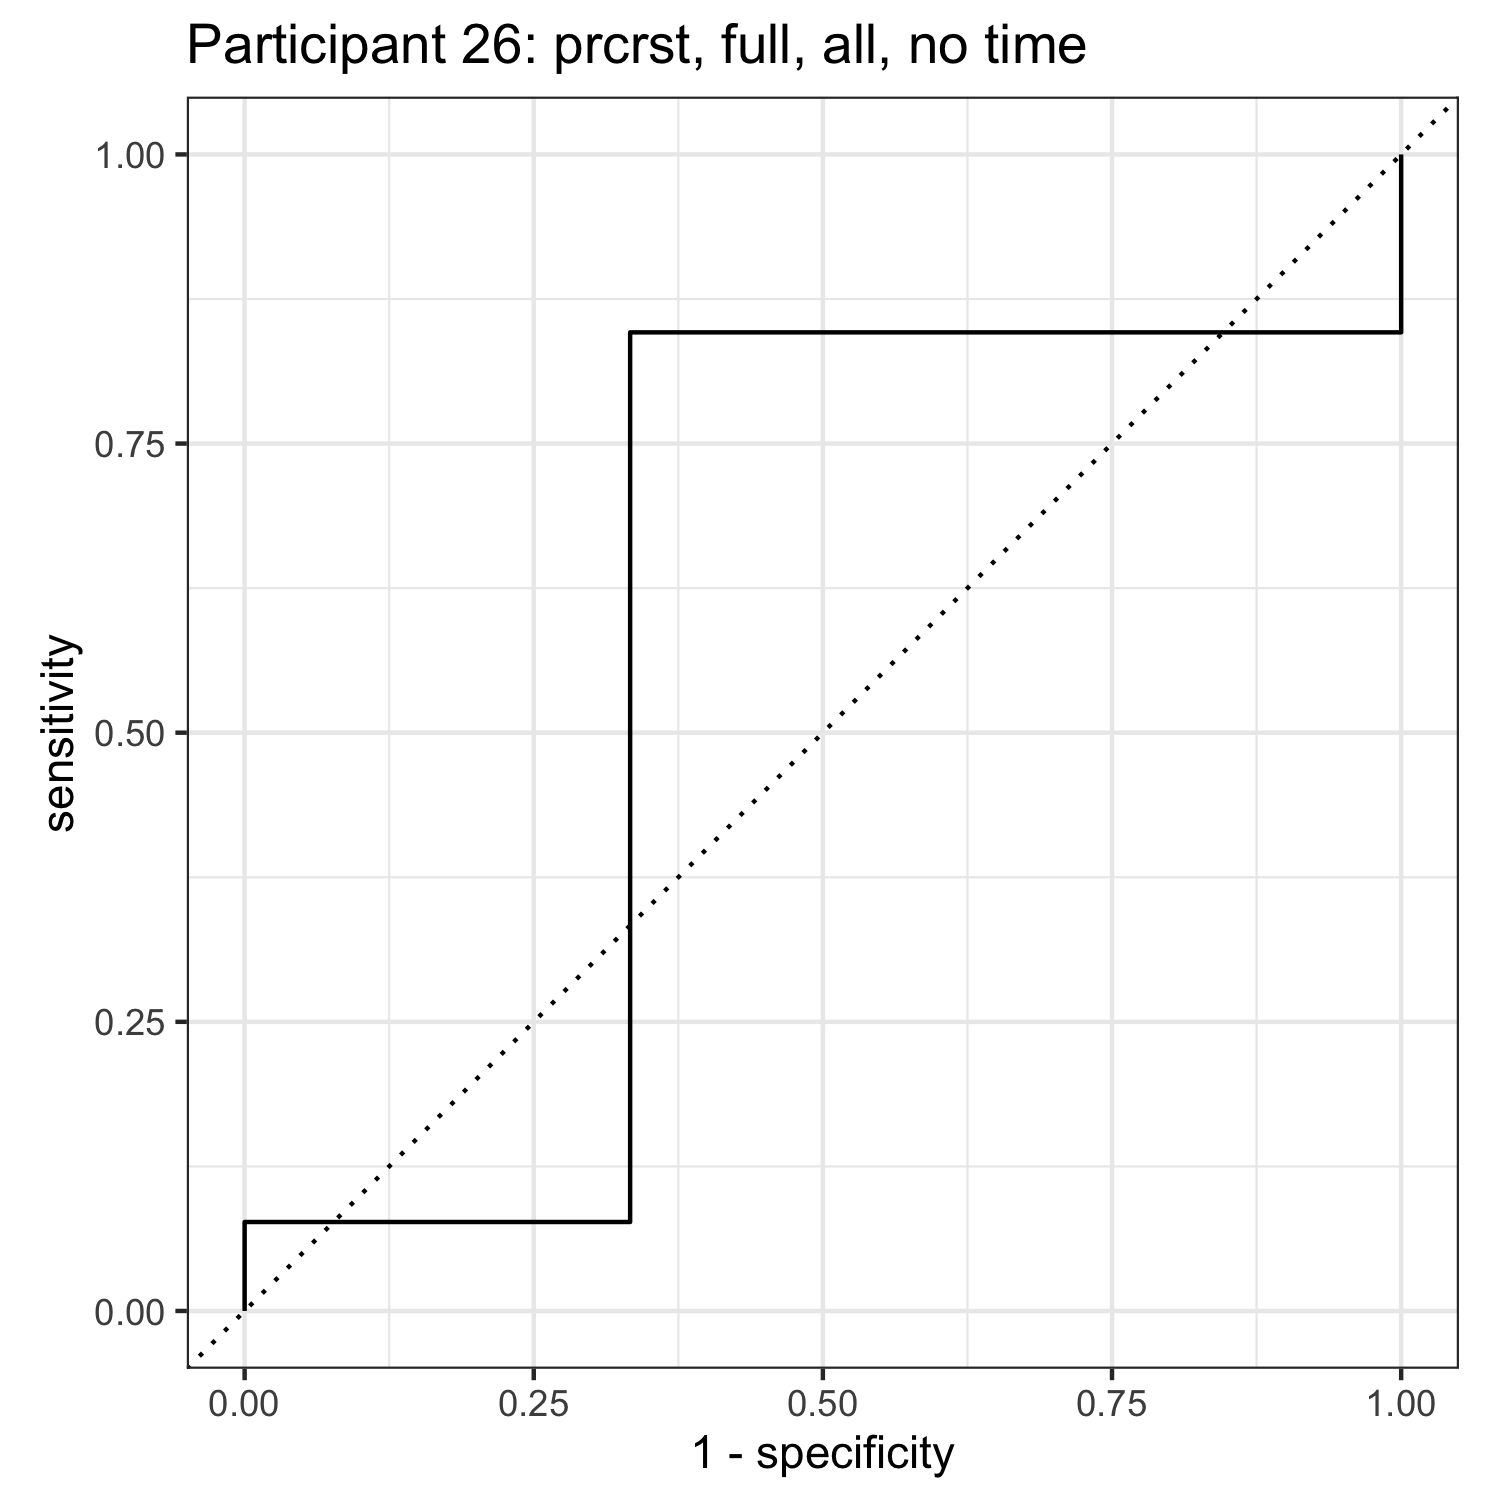 Participant 26: prcrst, full, all, no time
1.00
0.75
0.50
0.25
0.00
sensitivity
0.00 0.25 0.50 0.75 1.00
1 - specificity